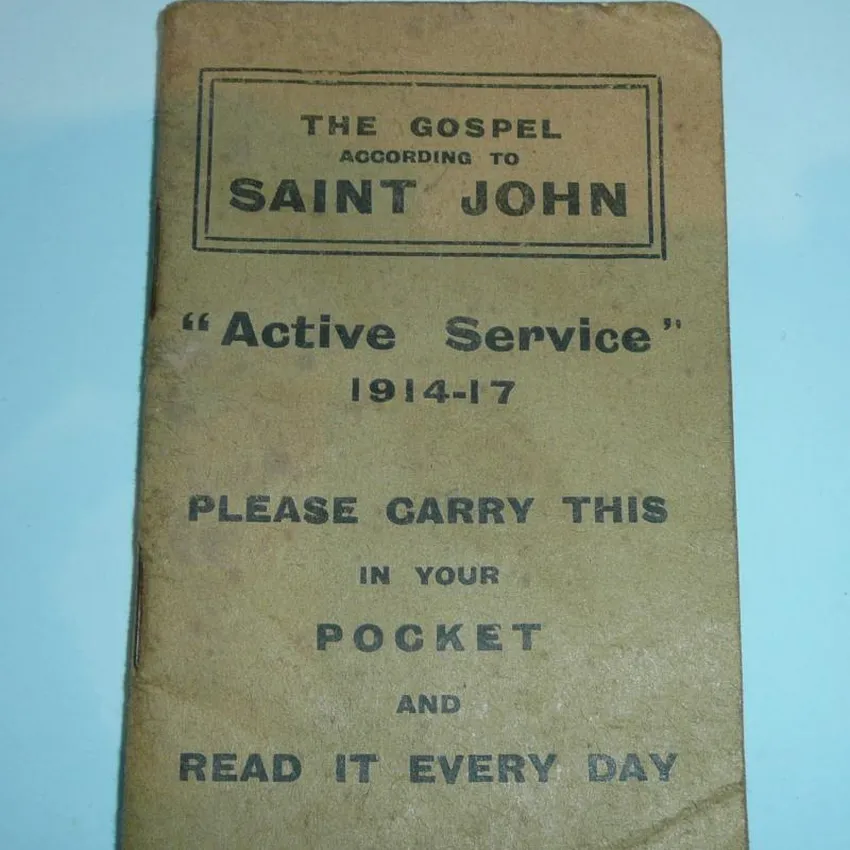 THE GOSPEL
ACCORDING TO
SAINT JOHN
"Active Service"
1914-17
PLEASE CARRY THIS
IN YOUR
POCKET
AND
READ IT EVERY DAY